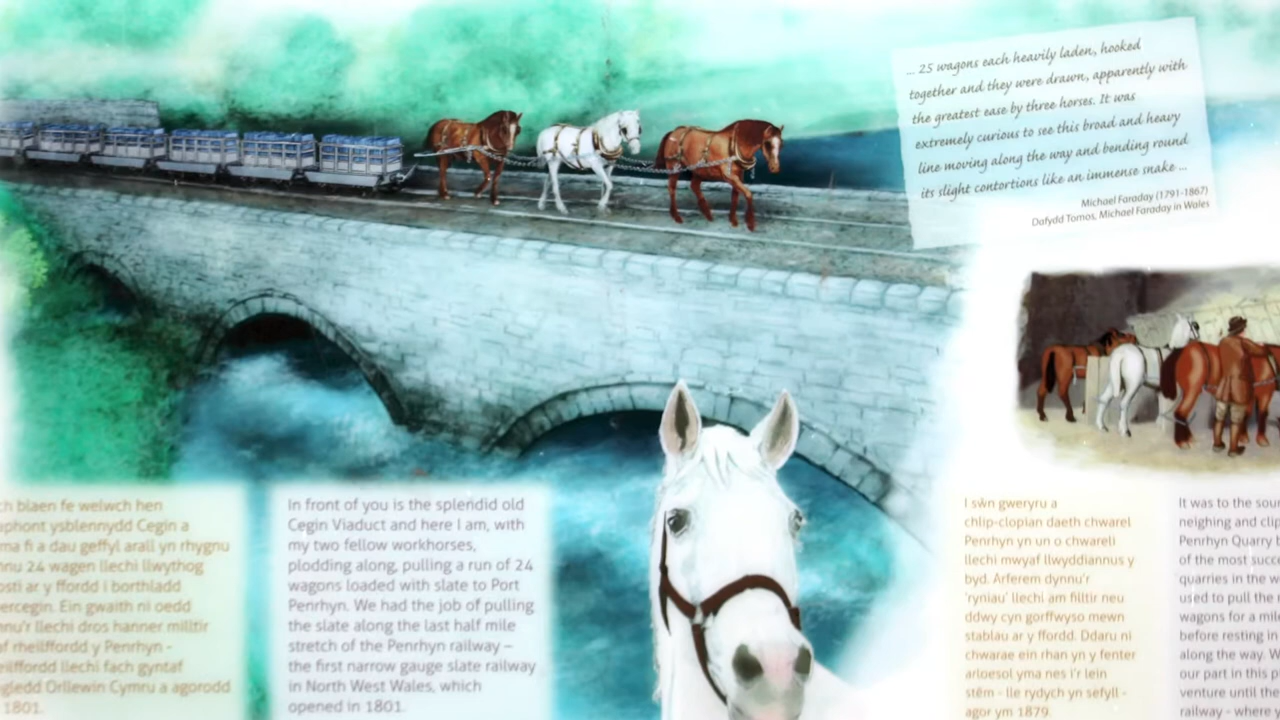 ... 25 wagons each heavily laden, hooked
together and they were drawn, apparently with
the greatest ease by three horses. It was
extremely curious to see this broad and heavy
line moving along the way and bending round
its slight contortions like an immense snake ...
Michael Faraday (1791-1867)
Dafydd Tomos, Michael Faraday in Wales
blaen fe welwch hen
ysblennydd Cegin a
fi a dau geffyl arall yn rhygnu
24 wagen llechi llwythog
ar y ffordd i borthladd
Ein gwaith ni oedd
llechi dros hanner milltir
rheilffordd y Penrhyn -
llechi fach gyntaf
Orllewin Cymru a agorodd
1801.
In front of you is the splendid old
Cegin Viaduct and here I am, with
my two fellow workhorses,
plodding along, pulling a run of 24
wagons loaded with slate to Port
Penrhyn. We had the job of pulling
the slate along the last half mile
stretch of the Penrhyn railway –
the first narrow gauge slate railway
in North West Wales, which
opened in 1801.
I sŵn gweryru a
chlip-clopian daeth chwarel
Penrhyn yn un o chwareli
llechi mwyaf llwyddiannus y
byd. Arferem dynnu'r
'ryniau' llechi am filltir neu
ddwy cyn gorffwyso mewn
stablau ar y ffordd. Ddaru ni
chwarae ein rhan yn y fenter
arloesol yma nes i'r lein
stêm - lle rydych yn sefyll -
agor ym 1879.
It was to the
neighing and
Penrhyn Quarry
of the most
quarries in the
used to pull the
wagons for a
before resting in
along the way.
our part in this
venture until the
railway - where